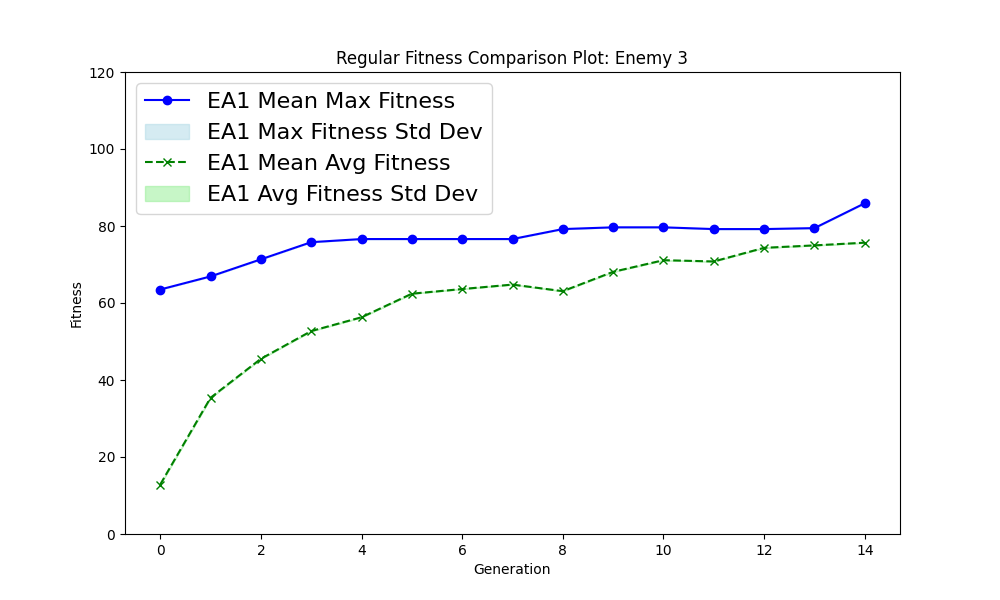 Regular Fitness Comparison Plot: Enemy 3
120
100
80
60
40
20
0
Fitness
EA1 Mean Max Fitness
EA1 Max Fitness Std Dev
EA1 Mean Avg Fitness
EA1 Avg Fitness Std Dev
0 2 4 6 8 10 12 14
Generation